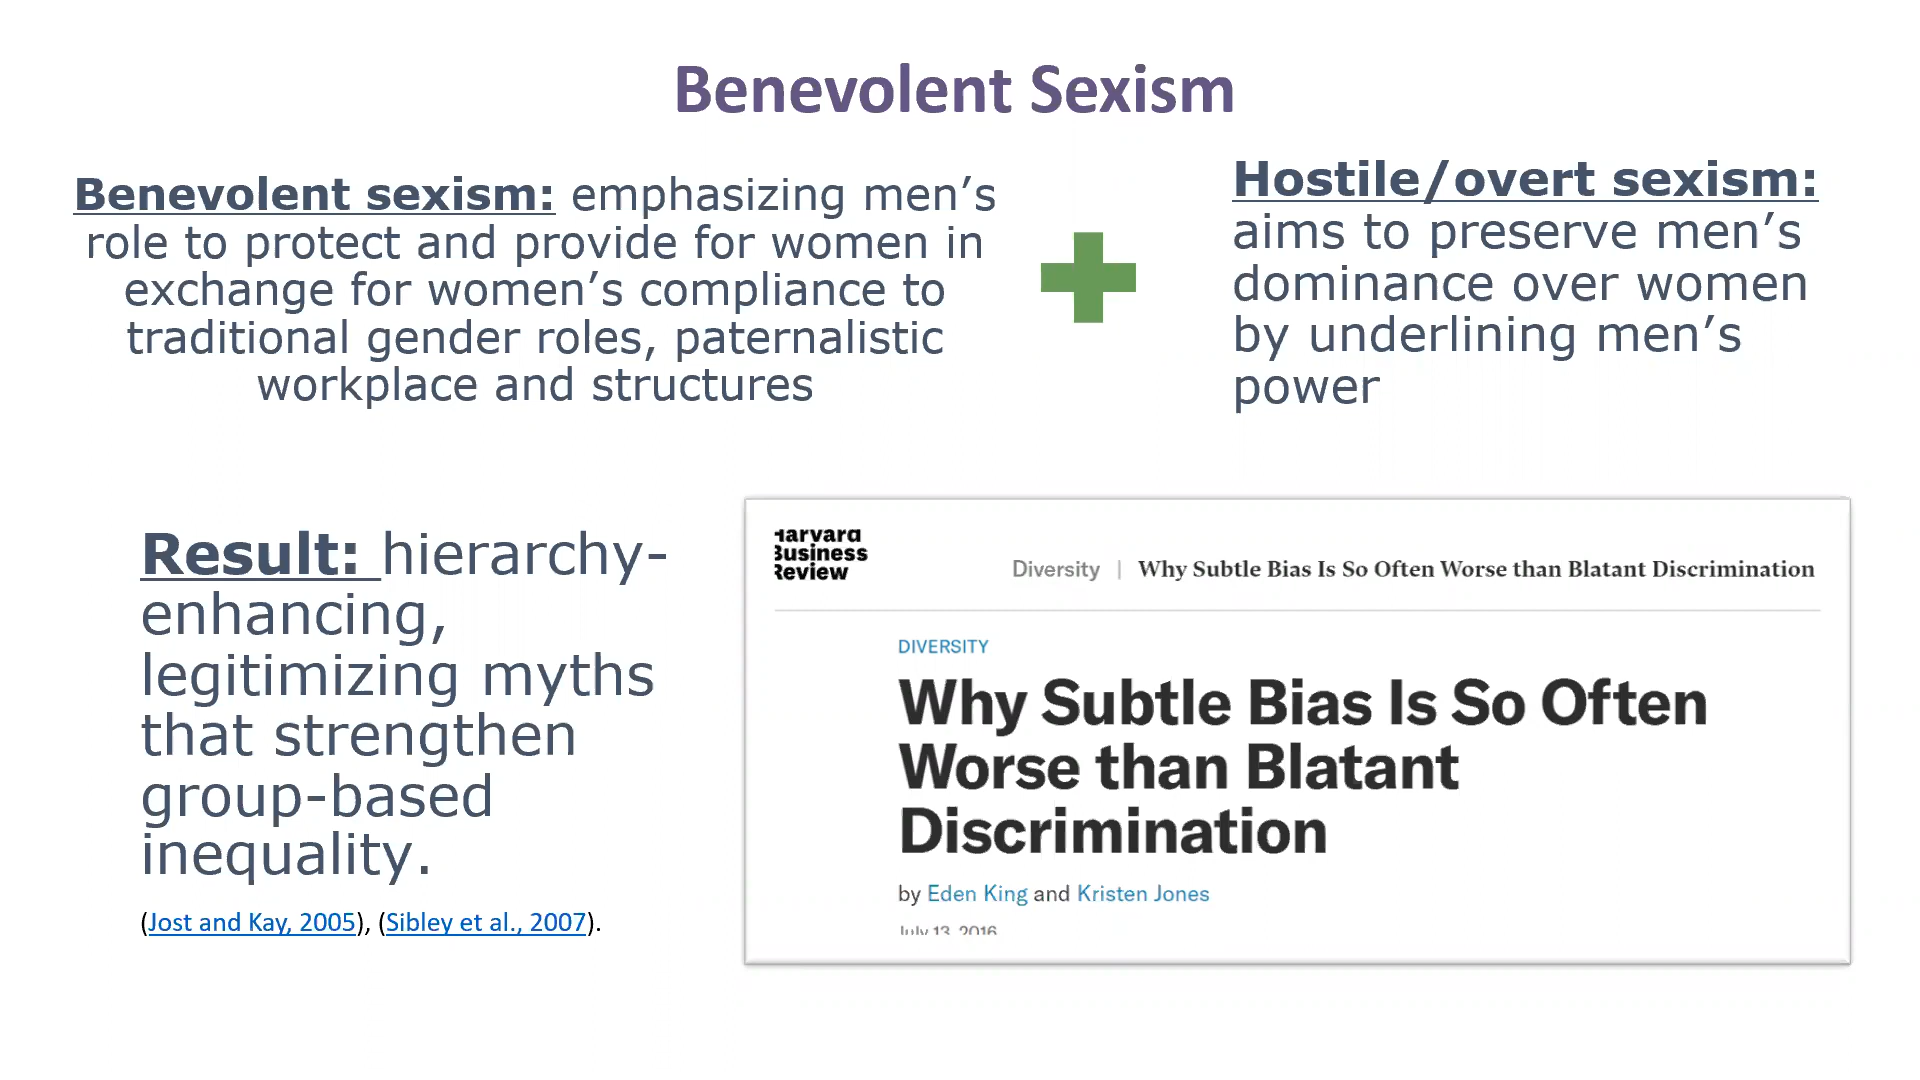 Benevolent Sexism
Benevolent sexism: emphasizing men’s
role to protect and provide for women in
exchange for women’s compliance to
traditional gender roles, paternalistic
workplace and structures
Hostile/overt sexism:
aims to preserve men’s
dominance over women
by underlining men’s
power
Result: hierarchy-
enhancing,
legitimizing myths
that strengthen
group-based
inequality.
(Jost and Kay, 2005), (Sibley et al., 2007).
Harvard
Business
Review
Diversity | Why Subtle Bias Is So Often Worse than Blatant Discrimination
DIVERSITY
Why Subtle Bias Is So Often
Worse than Blatant
Discrimination
by Eden King and Kristen Jones
July 13, 2016